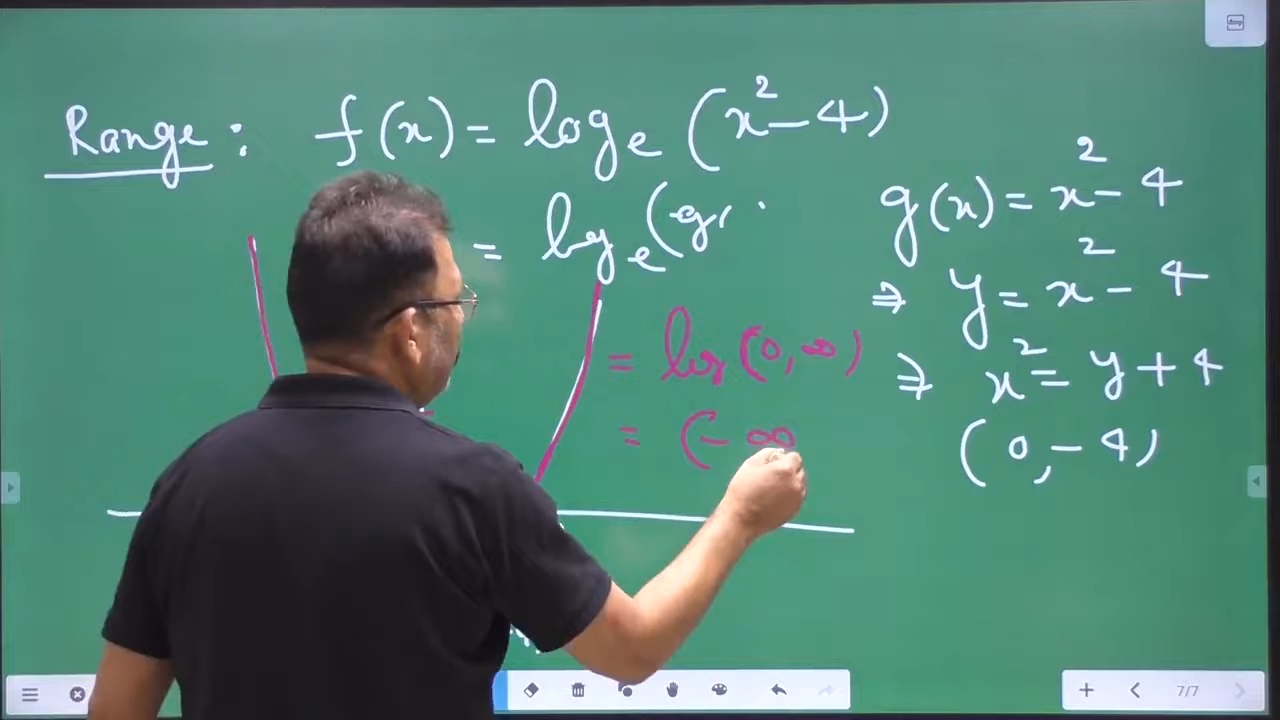 Range : f(x) = logₑ (x² - 4)
= logₑ (g(
= log (0, ∞)
= (- ∞
g(x) = x² - 4
⇒ y = x² - 4
⇒ x² = y + 4
(0, - 4)
7/7